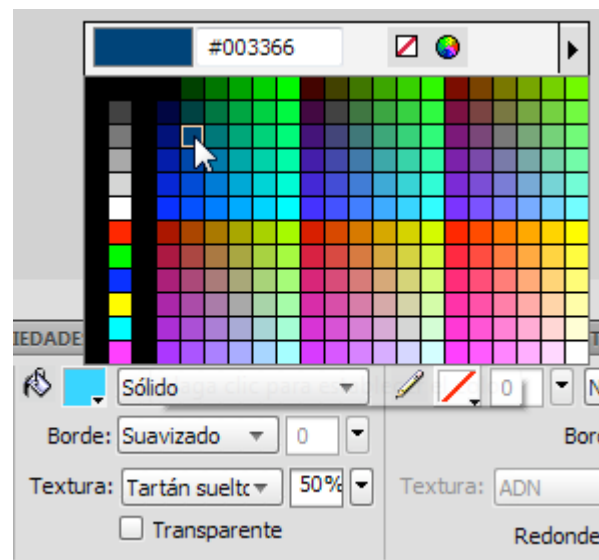 #003366
IEDADE
Sólido
0
Borde: Suavizado 0
Bor
Textura: Tartán suelto 50%
Textura: ADN
Transparente
Redonde